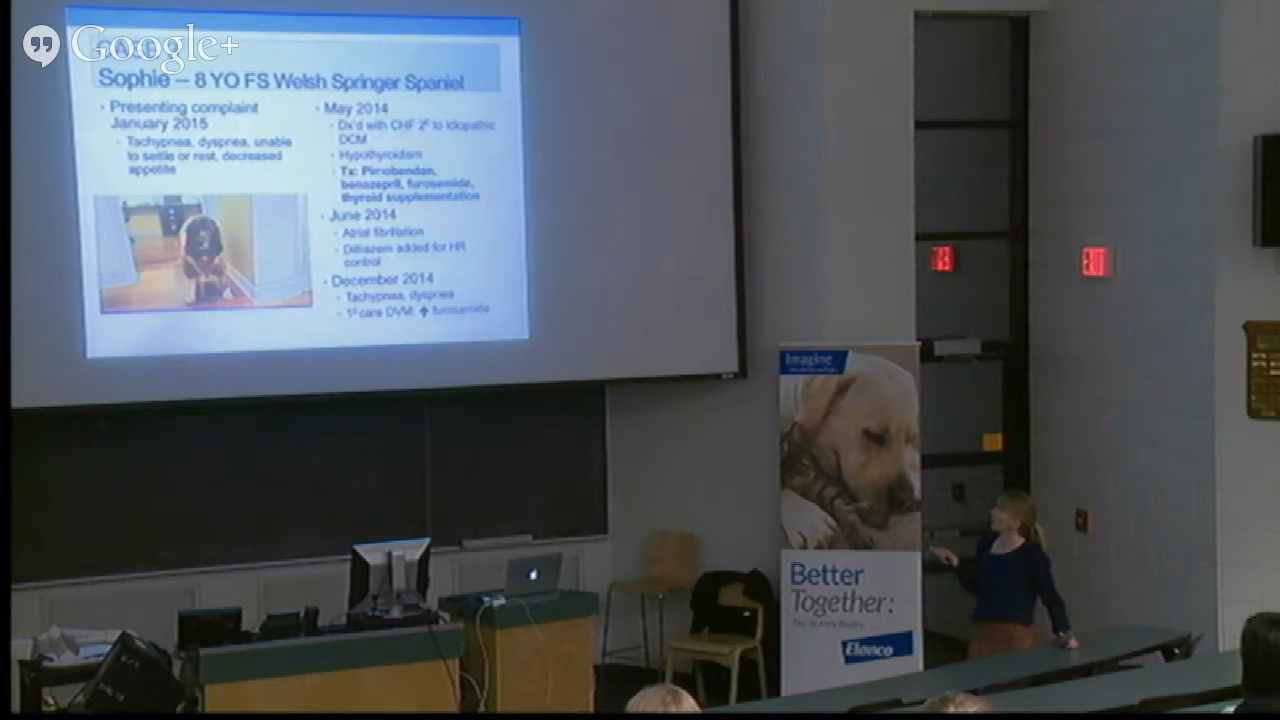 Google+
CASE
Sophie – 8 YO FS Welsh Springer Spaniel
Presenting complaint
January 2015
Tachypnea, dyspnea, unable
to settle or rest, decreased
appetite
May 2014
Dx'd with CHF 2º to idiopathic
DCM
Hypothyroidism
Tx: Pimobendan,
benazepril, furosemide,
thyroid supplementation
June 2014
Atrial fibrillation
Diltiazem added for HR
control
December 2014
Tachypnea, dyspnea
1º care DVM: ↑ furosemide
EXIT
Imagine
Better
Together:
Elanco